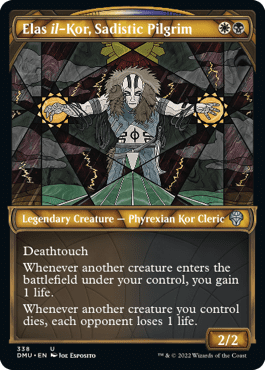 Elas il-Kor, Sadistic Pilgrim
Legendary Creature — Phyrexian Kor Cleric
Deathtouch
Whenever another creature enters the
battlefield under your control, you gain
1 life.
Whenever another creature you control
dies, each opponent loses 1 life.
2/2
338 U
DMU • EN Joe Esposito
™ & © 2022 Wizards of the Coast